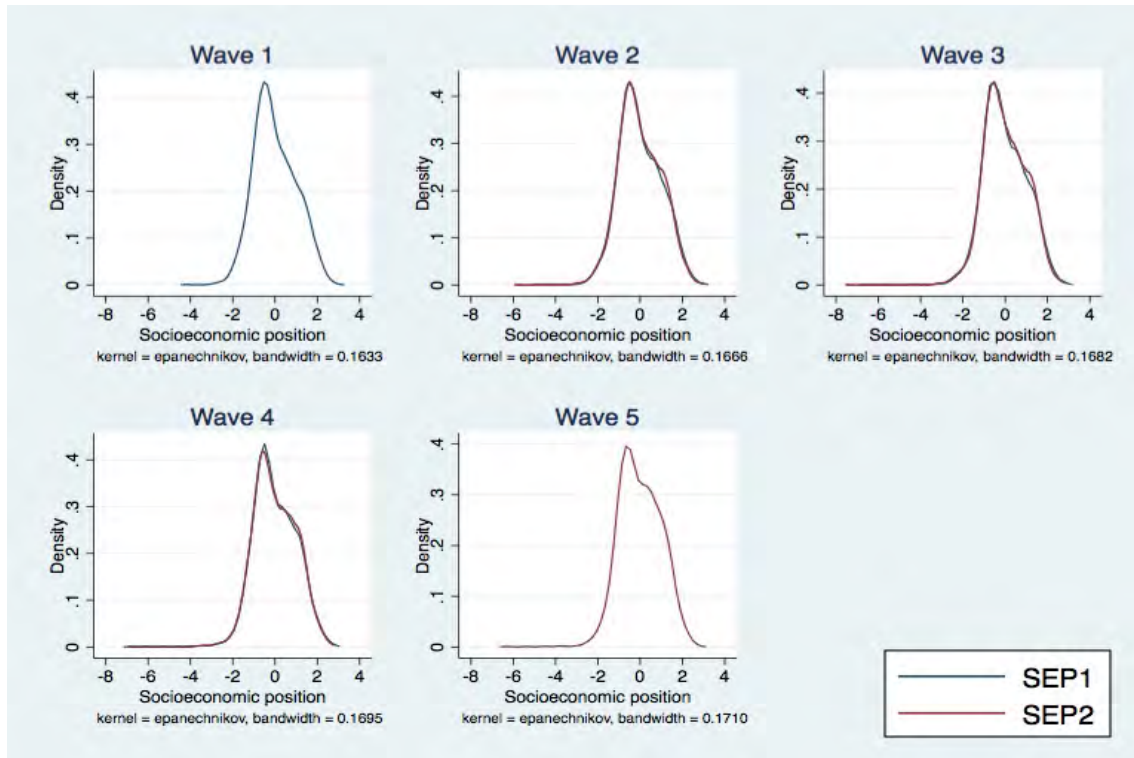 Wave 1
Density
.4
.3
.2
.1
0
-8 -6 -4 -2 0 2 4
Socioeconomic position
kernel = epanechnikov, bandwidth = 0.1633
Wave 2
Density
.4
.3
.2
.1
0
-8 -6 -4 -2 0 2 4
Socioeconomic position
kernel = epanechnikov, bandwidth = 0.1666
Wave 3
Density
.4
.3
.2
.1
0
-8 -6 -4 -2 0 2 4
Socioeconomic position
kernel = epanechnikov, bandwidth = 0.1682
Wave 4
Density
.4
.3
.2
.1
0
-8 -6 -4 -2 0 2 4
Socioeconomic position
kernel = epanechnikov, bandwidth = 0.1695
Wave 5
Density
.4
.3
.2
.1
0
-8 -6 -4 -2 0 2 4
Socioeconomic position
kernel = epanechnikov, bandwidth = 0.1710
SEP1
SEP2